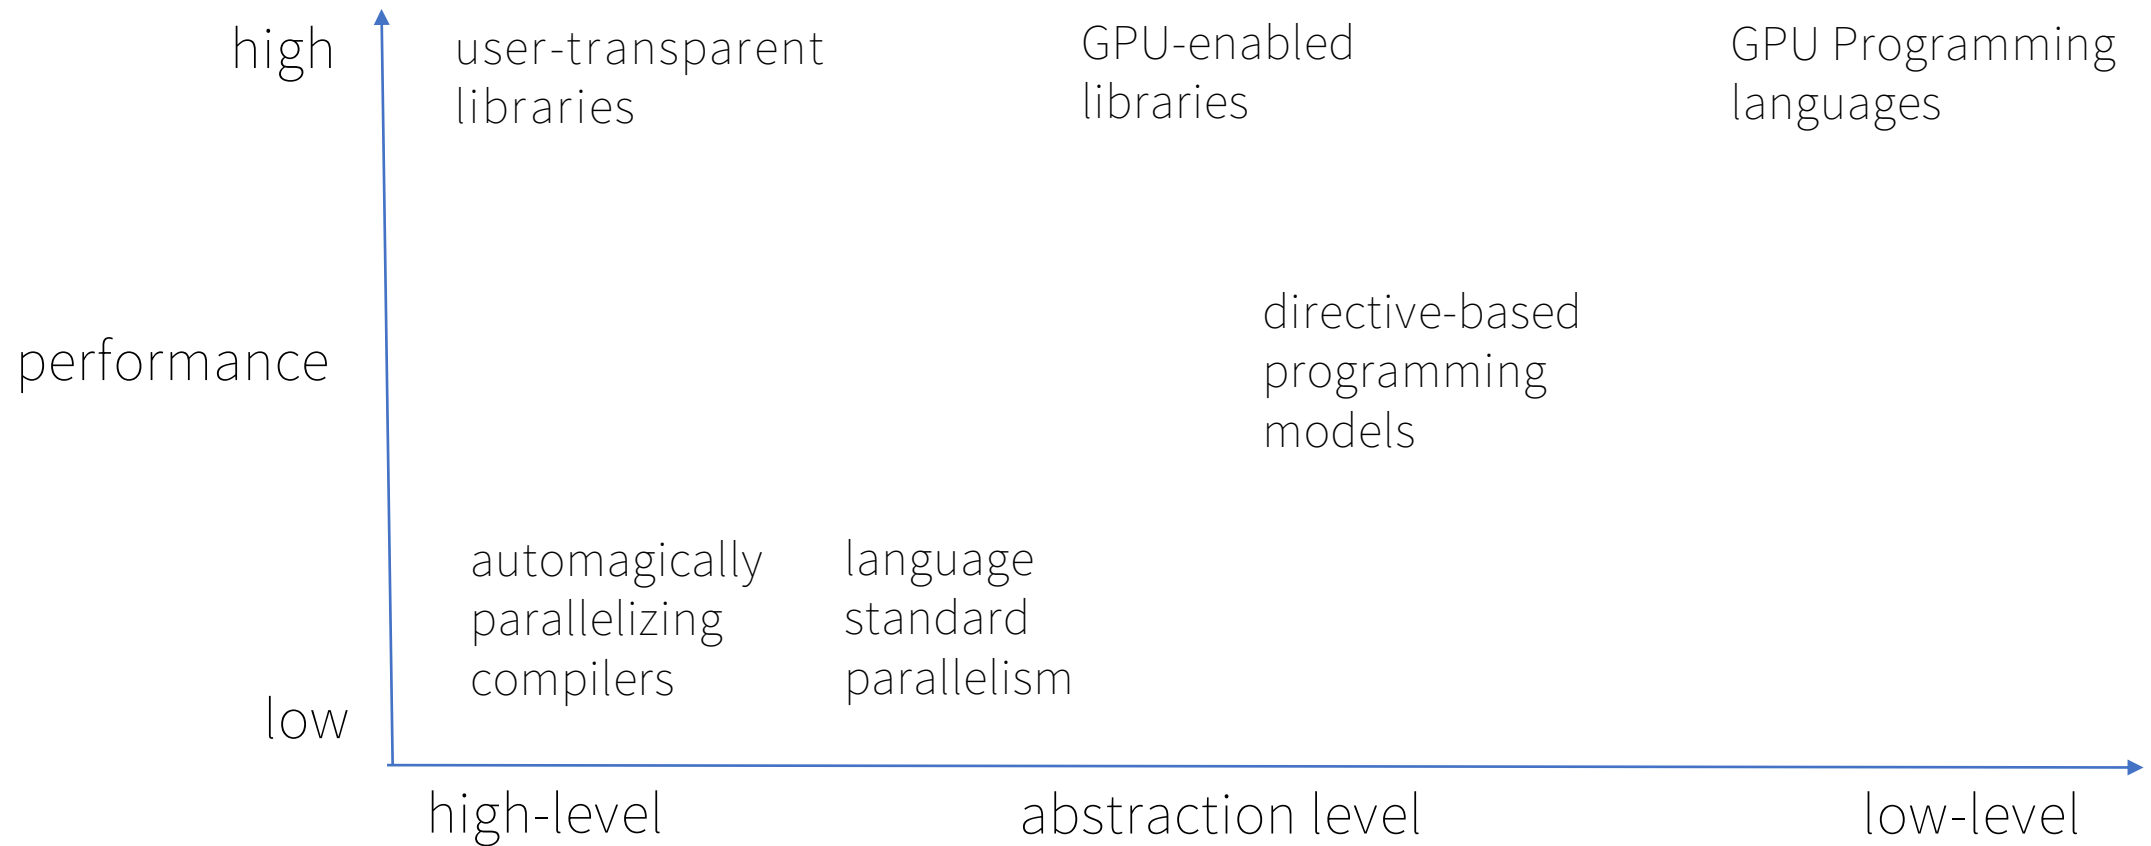 high
user-transparent
libraries
GPU-enabled
libraries
GPU Programming
languages
performance
directive-based
programming
models
automagically
parallelizing
compilers
language
standard
parallelism
low
high-level
abstraction level
low-level